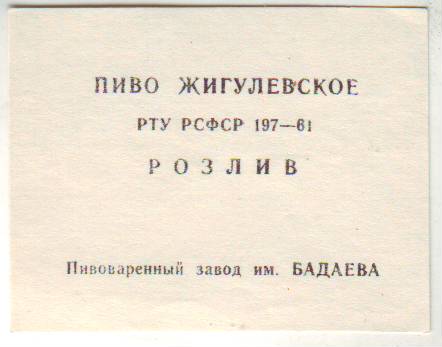 ПИВО ЖИГУЛЕВСКОЕ
РТУ РСФСР 197—61
РОЗЛИВ
Пивоваренный завод им. БАДАЕВА